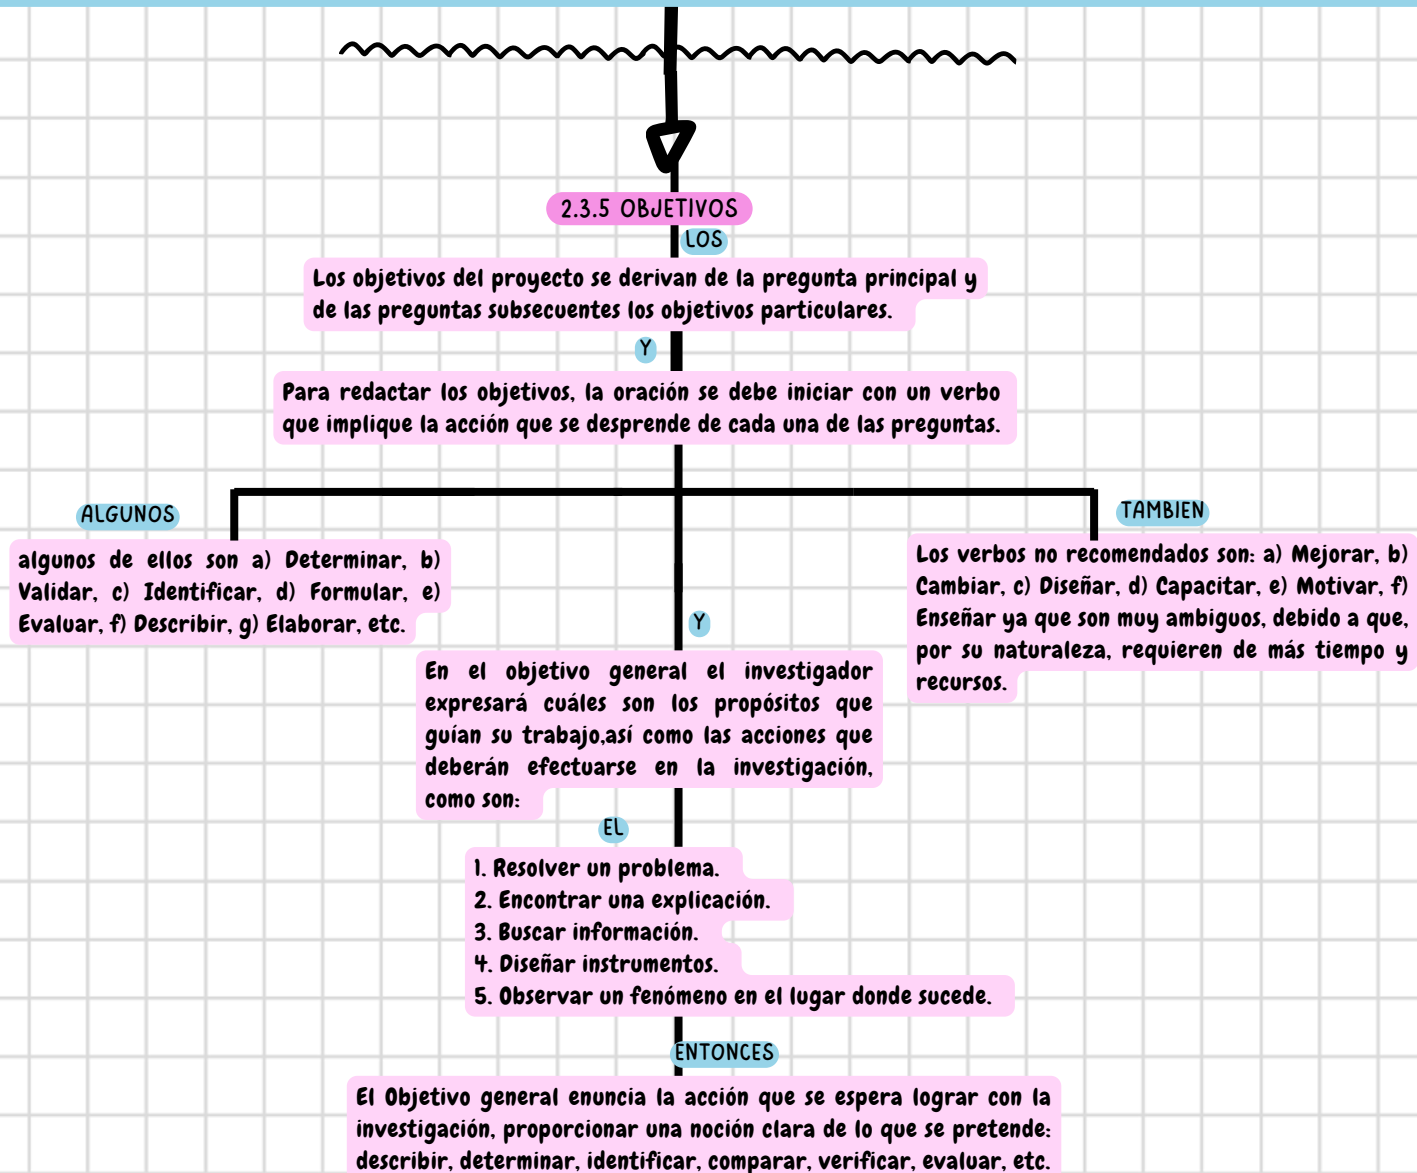 2.3.5 OBJETIVOS
LOS
Los objetivos del proyecto se derivan de la pregunta principal y
de las preguntas subsecuentes los objetivos particulares.
Y
Para redactar los objetivos, la oración se debe iniciar con un verbo
que implique la acción que se desprende de cada una de las preguntas.
ALGUNOS
algunos de ellos son a) Determinar, b)
Validar, c) Identificar, d) Formular, e)
Evaluar, f) Describir, g) Elaborar, etc.
TAMBIEN
Los verbos no recomendados son: a) Mejorar, b)
Cambiar, c) Diseñar, d) Capacitar, e) Motivar, f)
Enseñar ya que son muy ambiguos, debido a que,
por su naturaleza, requieren de más tiempo y
recursos.
Y
En el objetivo general el investigador
expresará cuáles son los propósitos que
guían su trabajo,así como las acciones que
deberán efectuarse en la investigación,
como son:
EL
1. Resolver un problema.
2. Encontrar una explicación.
3. Buscar información.
4. Diseñar instrumentos.
5. Observar un fenómeno en el lugar donde sucede.
ENTONCES
El Objetivo general enuncia la acción que se espera lograr con la
investigación, proporcionar una noción clara de lo que se pretende:
describir, determinar, identificar, comparar, verificar, evaluar, etc.